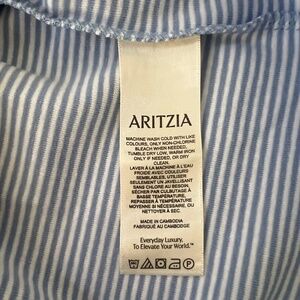 ARITZIA
MACHINE WASH COLD WITH LIKE
COLOURS, ONLY NON-CHLORINE
BLEACH WHEN NEEDED,
TUMBLE DRY LOW, WARM IRON
ONLY IF NEEDED, OR DRY
CLEAN.
LAVER À LA MACHINE À L'EAU
FROIDE AVEC COULEURS
SEMBLABLES, UTILISER
SEULEMENT UN JAVELLISANT
SANS CHLORE AU BESOIN,
SÉCHER PAR CULBUTAGE À
BASSE TEMPÉRATURE,
REPASSER À TEMPÉRATURE
MOYENNE SI NÉCESSAIRE, OU
NETTOYER À SEC.
MADE IN CAMBODIA
FABRIQUÉ AU CAMBODGE
Everyday Luxury,
To Elevate Your World.™